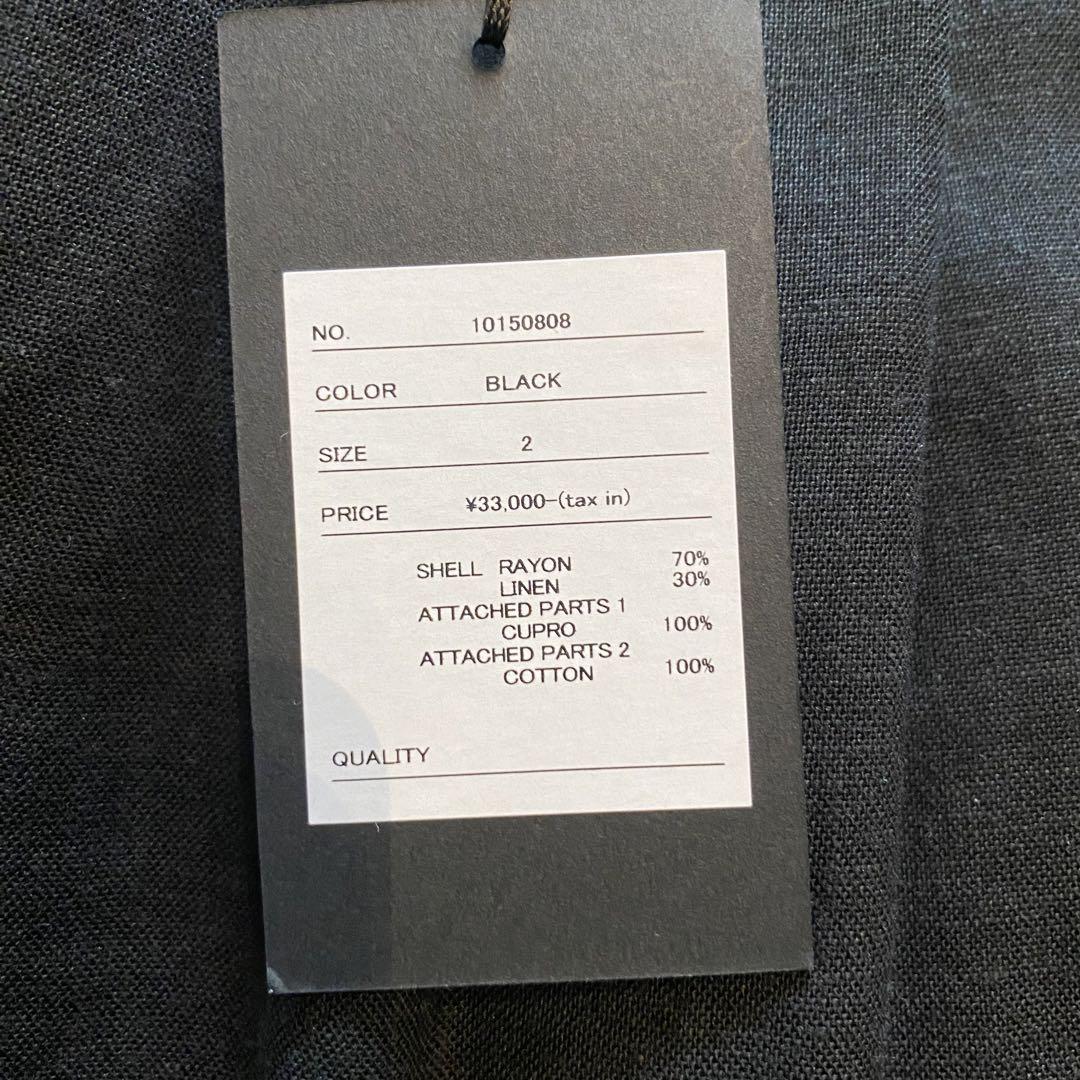 NO. 10150808
COLOR BLACK
SIZE 2
PRICE ¥33,000-(tax in)
SHELL RAYON 70%
LINEN 30%
ATTACHED PARTS 1
CUPRO 100%
ATTACHED PARTS 2
COTTON 100%
QUALITY